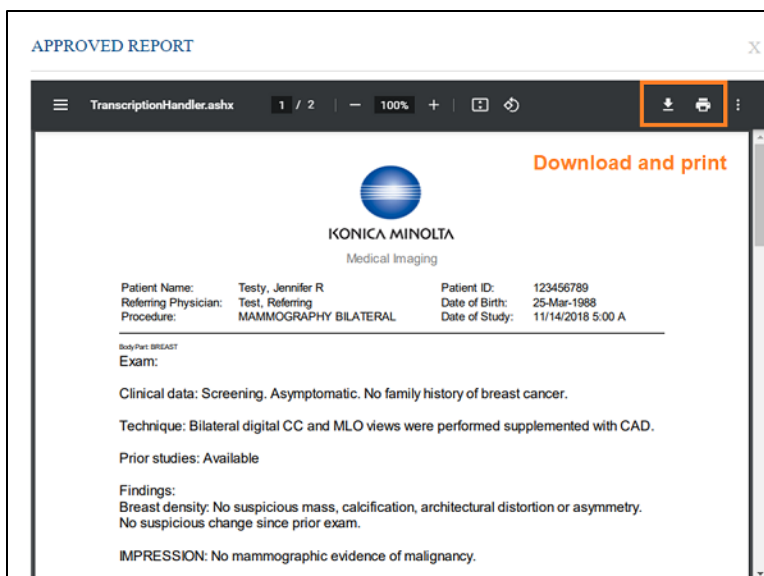 APPROVED REPORT X
TranscriptionHandler.ashx 1 / 2 | − 100% + |
Download and print
KONICA MINOLTA
Medical Imaging
Patient Name: Testy, Jennifer R Patient ID: 123456789
Referring Physician: Test, Referring Date of Birth: 25-Mar-1988
Procedure: MAMMOGRAPHY BILATERAL Date of Study: 11/14/2018 5:00 A
Body Part: BREAST
Exam:
Clinical data: Screening. Asymptomatic. No family history of breast cancer.
Technique: Bilateral digital CC and MLO views were performed supplemented with CAD.
Prior studies: Available
Findings:
Breast density: No suspicious mass, calcification, architectural distortion or asymmetry.
No suspicious change since prior exam.
IMPRESSION: No mammographic evidence of malignancy.